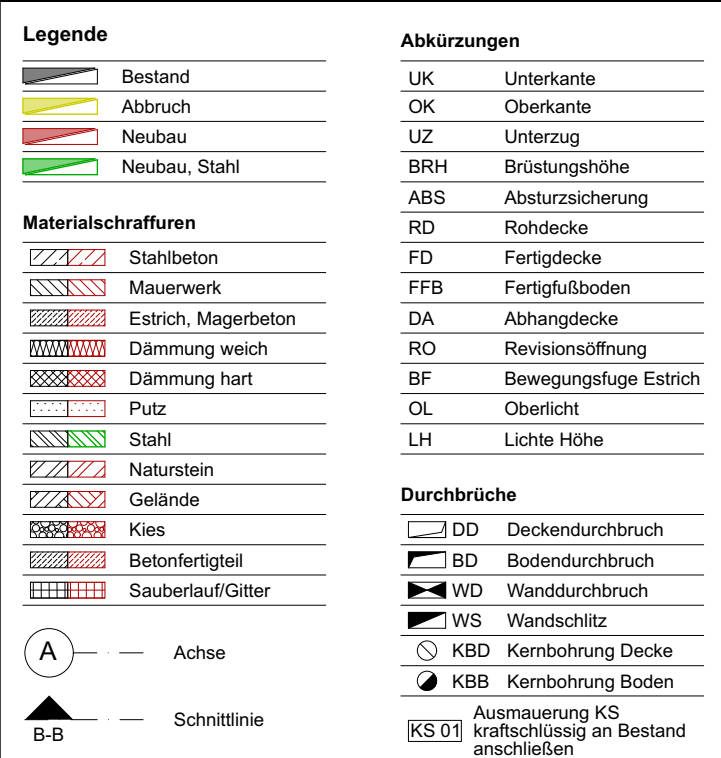 Legende
Bestand
Abbruch
Neubau
Neubau, Stahl
Materialschraffuren
Stahlbeton
Mauerwerk
Estrich, Magerbeton
Dämmung weich
Dämmung hart
Putz
Stahl
Naturstein
Gelände
Kies
Betonfertigteil
Sauberlauf/Gitter
A Achse
B-B Schnittlinie
Abkürzungen
UK Unterkante
OK Oberkante
UZ Unterzug
BRH Brüstungshöhe
ABS Absturzsicherung
RD Rohdecke
FD Fertigdecke
FFB Fertigfußboden
DA Abhangdecke
RO Revisionsöffnung
BF Bewegungsfuge Estrich
OL Oberlicht
LH Lichte Höhe
Durchbrüche
DD Deckendurchbruch
BD Bodendurchbruch
WD Wanddurchbruch
WS Wandschlitz
KBD Kernbohrung Decke
KBB Kernbohrung Boden
Ausmauerung KS
KS 01 kraftschlüssig an Bestand
anschließen